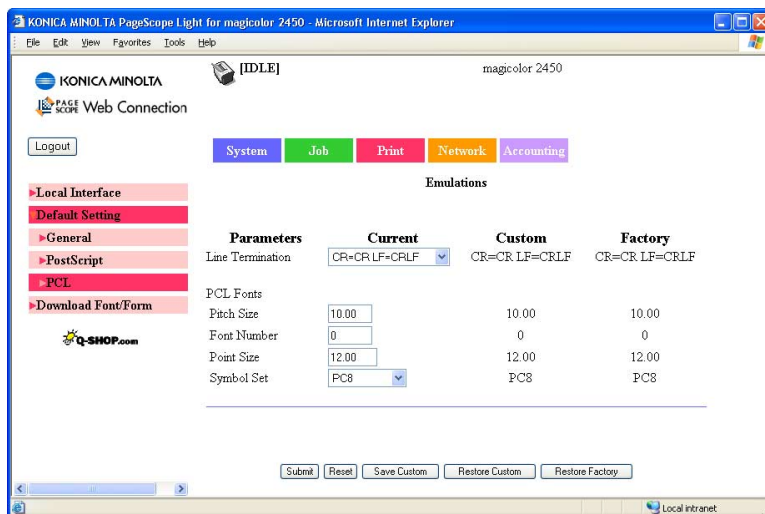 KONICA MINOLTA PageScope Light for magicolor 2450 - Microsoft Internet Explorer
File Edit View Favorites Tools Help
KONICA MINOLTA
[IDLE]
magicolor 2450
PAGE SCOPE Web Connection
Logout
System Job Print Network Accounting
Emulations
Local Interface
Default Setting
General
PostScript
PCL
Download Font/Form
Q-SHOP.com
Parameters Current Custom Factory
Line Termination CR=CR LF=CRLF CR=CR LF=CRLF CR=CR LF=CRLF
PCL Fonts
Pitch Size 10.00 10.00 10.00
Font Number 0 0 0
Point Size 12.00 12.00 12.00
Symbol Set PC8 PC8 PC8
Submit Reset Save Custom Restore Custom Restore Factory
Local intranet